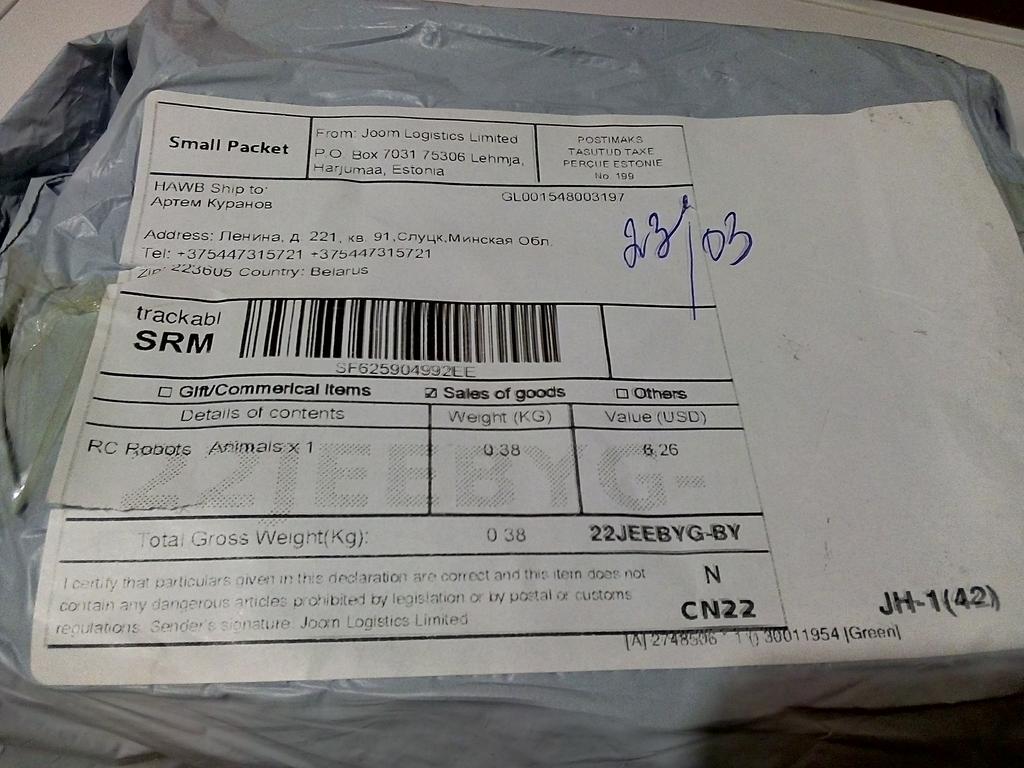 Small Packet
From: Joom Logistics Limited
P.O. Box 7031 75306 Lehmja,
Harjumaa, Estonia
POSTIMAKS
TASUTUD TAXE
PERÇUE ESTONIE
No. 199
HAWB Ship to:
Артем Куранов
GL001548003197
Address: Ленина, д. 221, кв. 91,Слуцк,Минская Обл.
Tel: +375447315721 +375447315721
Zip: 223605 Country: Belarus
23/03
trackabl
SRM
SF625904992EE
☐ Gift/Commerical Items ☑ Sales of goods ☐ Others
Details of contents Weight (KG) Value (USD)
RC Robots Animals x 1 0.38 6.26
22JEEBYG-
Total Gross Weight(Kg): 0.38 22JEEBYG-BY
I certify that particulars given in this declaration are correct and this item does not
contain any dangerous articles prohibited by legislation or by postal or customs
regulations. Sender's signature: Joom Logistics Limited
N
CN22
JH-1(42)
30011954 |Green|